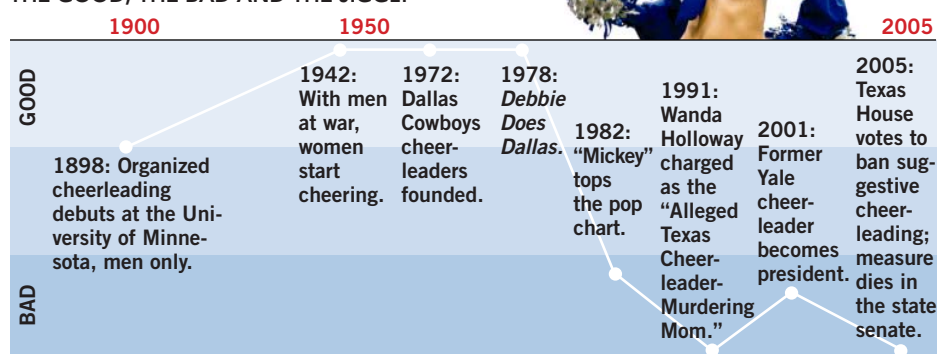 THE GOOD, THE BAD AND THE JIGGLY
1900
1950
2005
GOOD
BAD
1898: Organized
cheerleading
debuts at the Uni-
versity of Minne-
sota, men only.
1942:
With men
at war,
women
start
cheering.
1972:
Dallas
Cowboys
cheer-
leaders
founded.
1978:
Debbie
Does
Dallas.
1982:
“Mickey”
tops
the pop
chart.
1991:
Wanda
Holloway
charged
as the
“Alleged
Texas
Cheer-
leader-
Murdering
Mom.”
2001:
Former
Yale
cheer-
leader
becomes
president.
2005:
Texas
House
votes to
ban sug-
gestive
cheer-
leading;
measure
dies in
the state
senate.